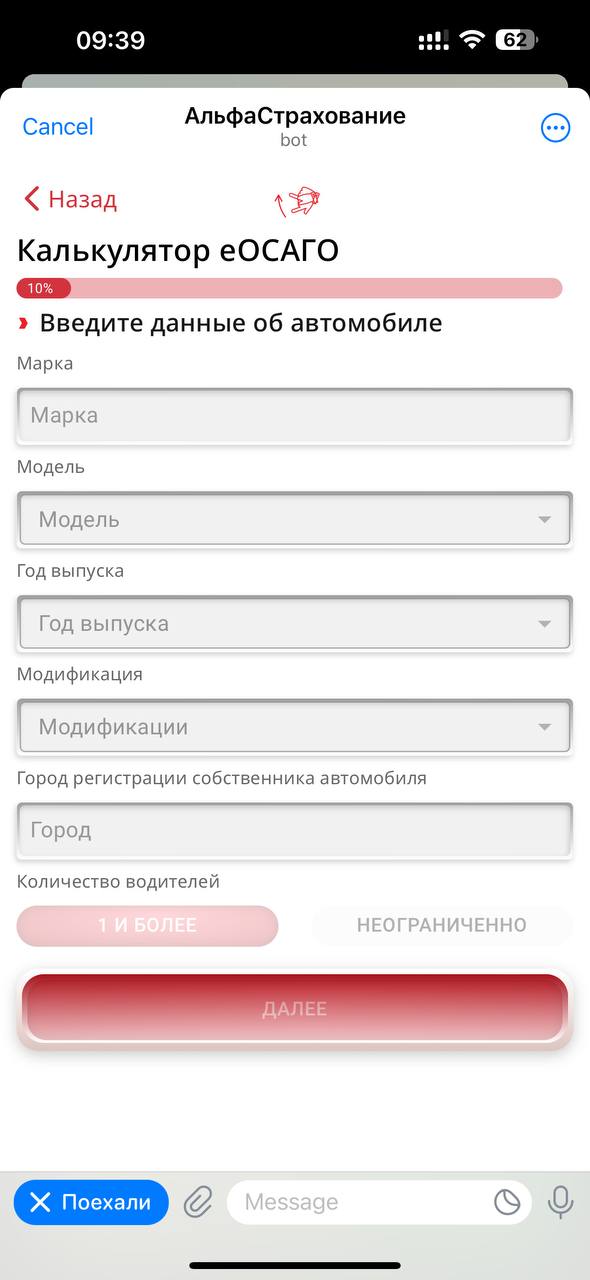 09:39
62
Cancel
АльфаСтрахование
bot
Назад
Калькулятор еОСАГО
10%
Введите данные об автомобиле
Марка
Марка
Модель
Модель
Год выпуска
Год выпуска
Модификация
Модификации
Город регистрации собственника автомобиля
Город
Количество водителей
1 И БОЛЕЕ
НЕОГРАНИЧЕННО
ДАЛЕЕ
Поехали
Message